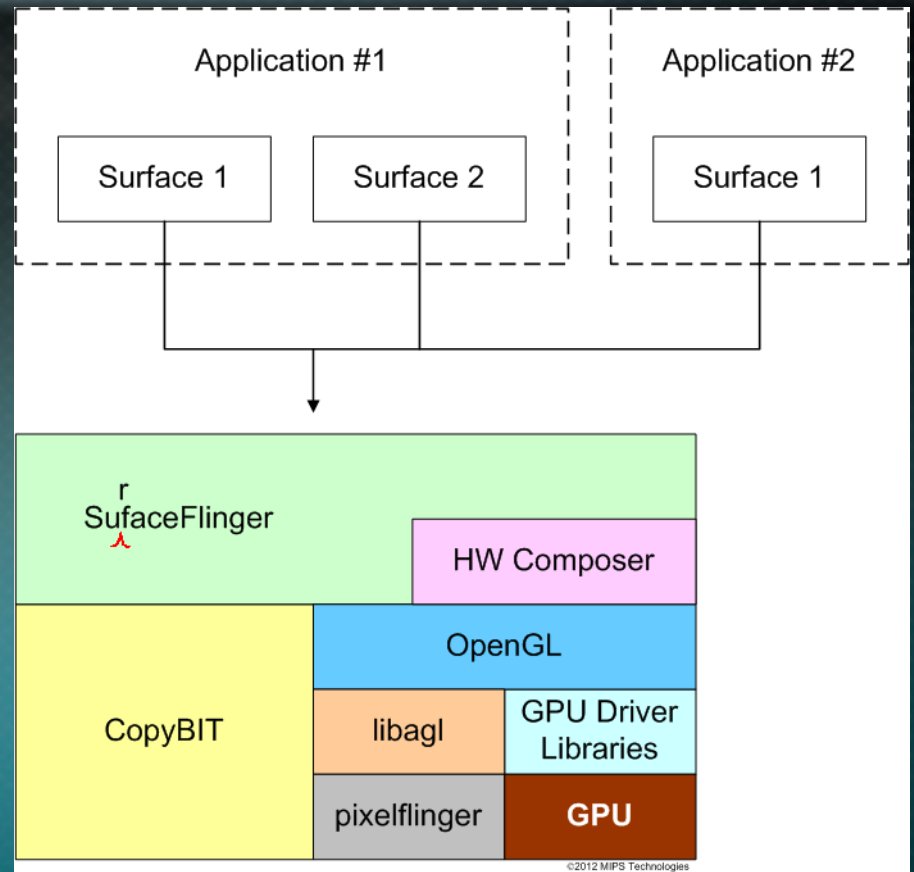 Application #1
Application #2
Surface 1
Surface 2
Surface 1
r
SufaceFlinger
HW Composer
OpenGL
CopyBIT
libagl
GPU Driver
Libraries
pixelflinger
GPU
©2012 MIPS Technologies